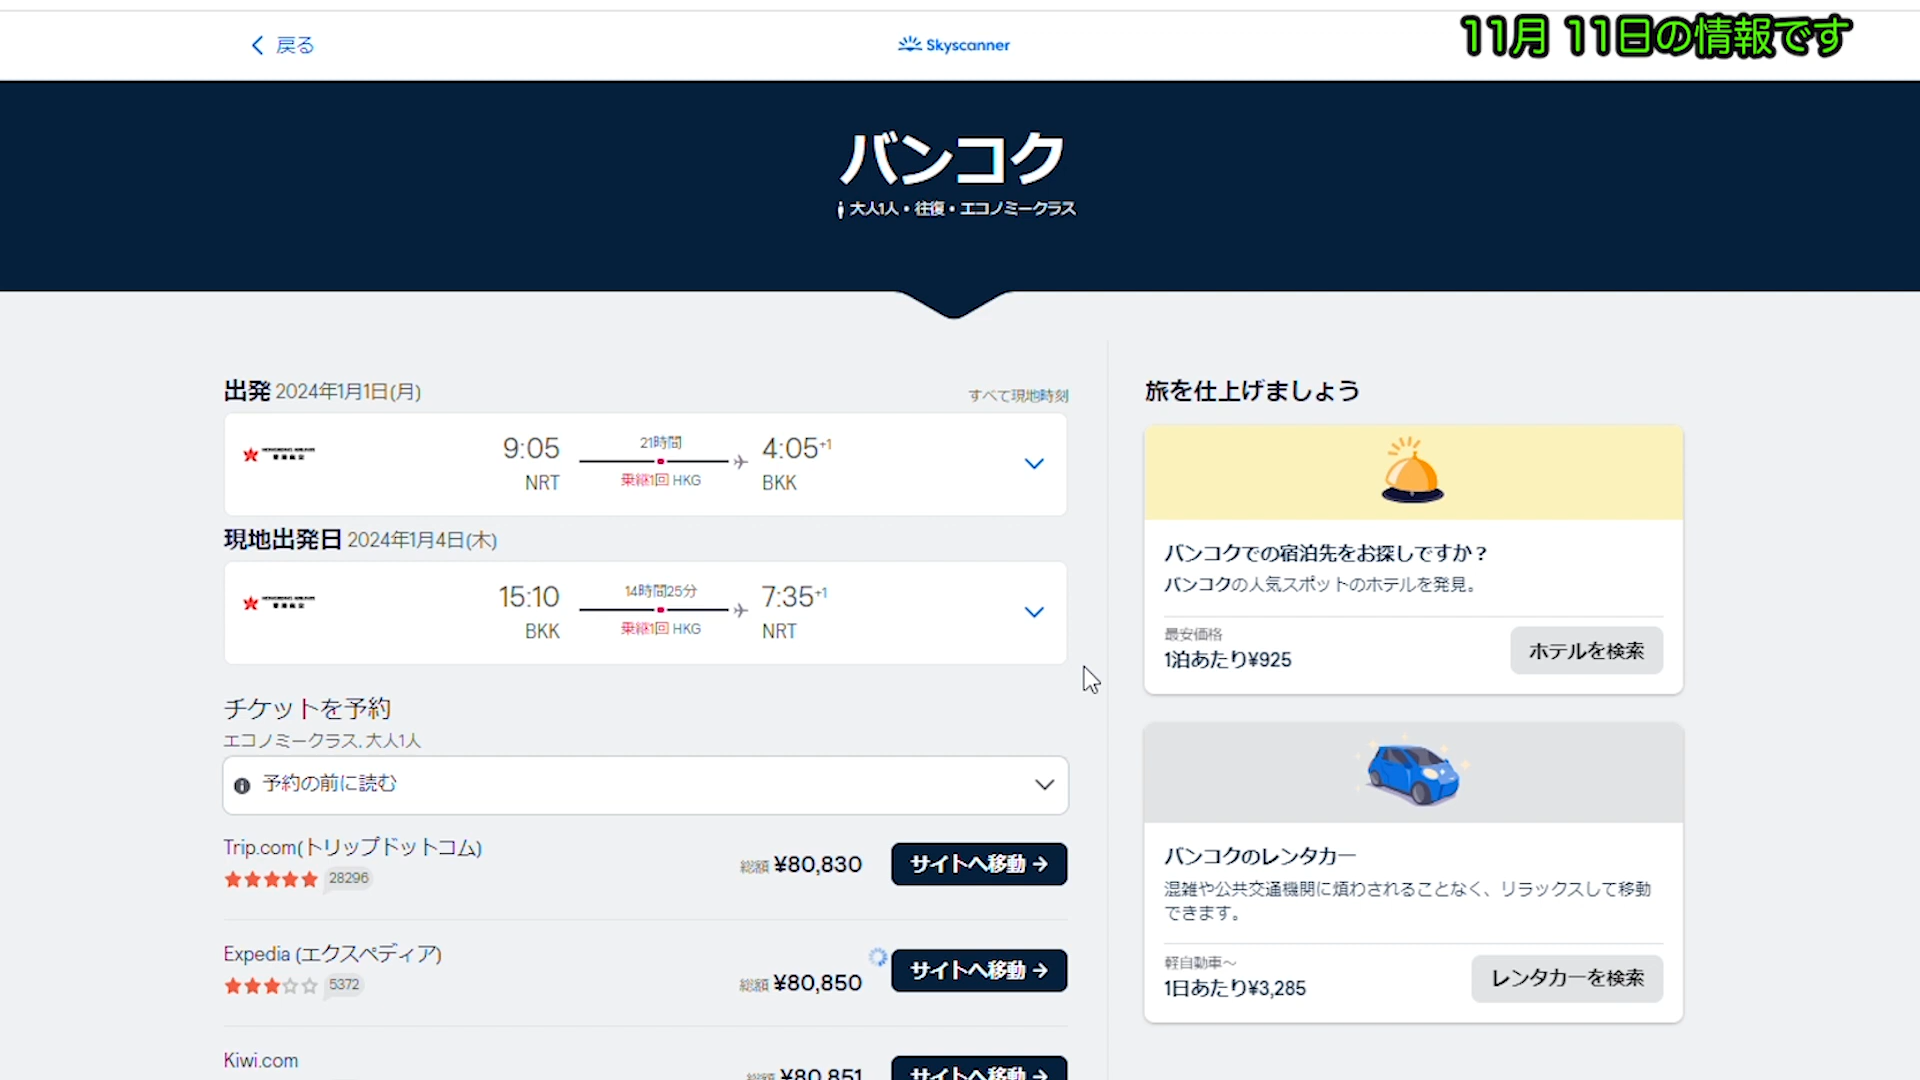 戻る
Skyscanner
11月 11日の情報です
バンコク
大人1人・往復・エコノミークラス
出発 2024年1月1日(月)
すべて現地時刻
9:05
21時間
4:05+1
NRT
乗継1回 HKG
BKK
現地出発日 2024年1月4日(木)
15:10
14時間25分
7:35+1
BKK
乗継1回 HKG
NRT
チケットを予約
エコノミークラス, 大人1人
予約の前に読む
Trip.com(トリップドットコム)
28296
総額 ¥80,830
サイトへ移動 →
Expedia (エクスペディア)
5372
総額 ¥80,850
サイトへ移動 →
Kiwi.com
総額 ¥80,851
サイトへ移動 →
旅を仕上げましょう
バンコクでの宿泊先をお探しですか？
バンコクの人気スポットのホテルを発見。
最安価格
1泊あたり¥925
ホテルを検索
バンコクのレンタカー
混雑や公共交通機関に煩わされることなく、リラックスして移動
できます。
軽自動車～
1日あたり¥3,285
レンタカーを検索